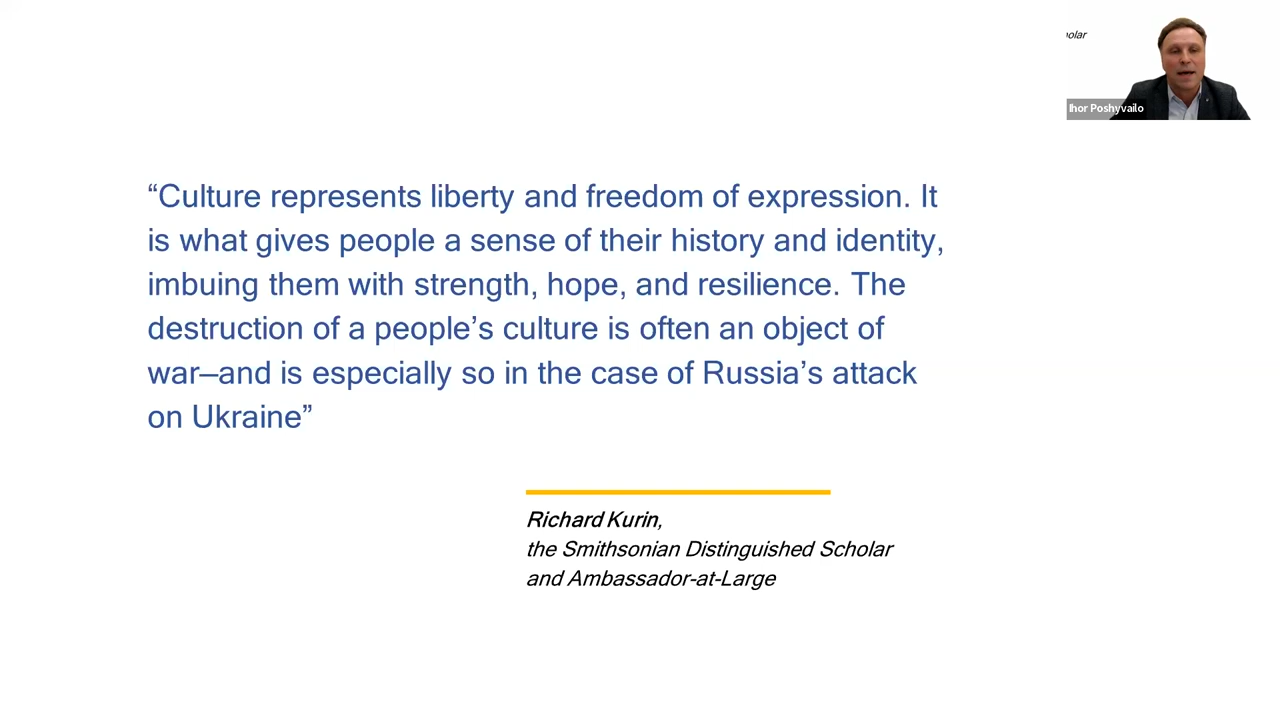 olar
Ihor Poshyvailo
“Culture represents liberty and freedom of expression. It
is what gives people a sense of their history and identity,
imbuing them with strength, hope, and resilience. The
destruction of a people’s culture is often an object of
war—and is especially so in the case of Russia’s attack
on Ukraine”
Richard Kurin,
the Smithsonian Distinguished Scholar
and Ambassador-at-Large